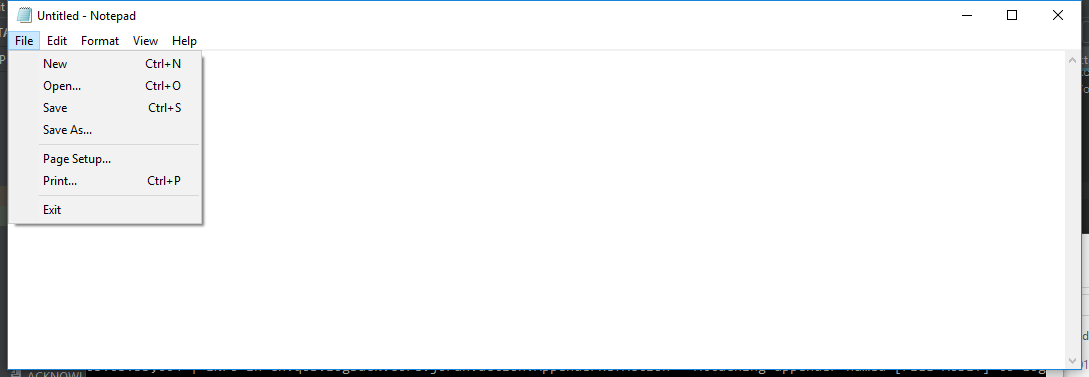 Untitled - Notepad
File Edit Format View Help
New Ctrl+N
Open... Ctrl+O
Save Ctrl+S
Save As...
Page Setup...
Print... Ctrl+P
Exit
ACKNOWL